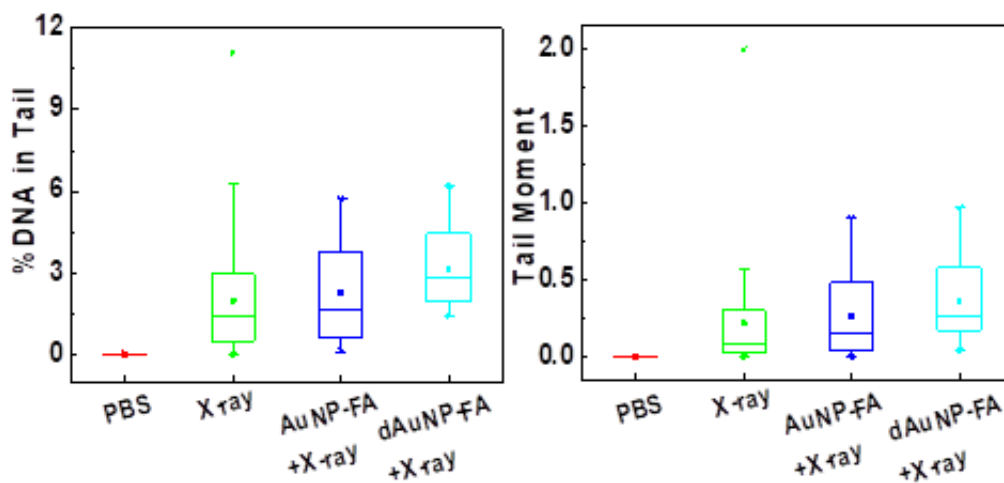 12
9
6
3
0
%DNA in Tail
PBS
X-ray
AuNP-FA
+X-ray
dAuNP-FA
+X-ray
2.0
1.5
1.0
0.5
0.0
Tail Moment
PBS
X-ray
AuNP-FA
+X-ray
dAuNP-FA
+X-ray